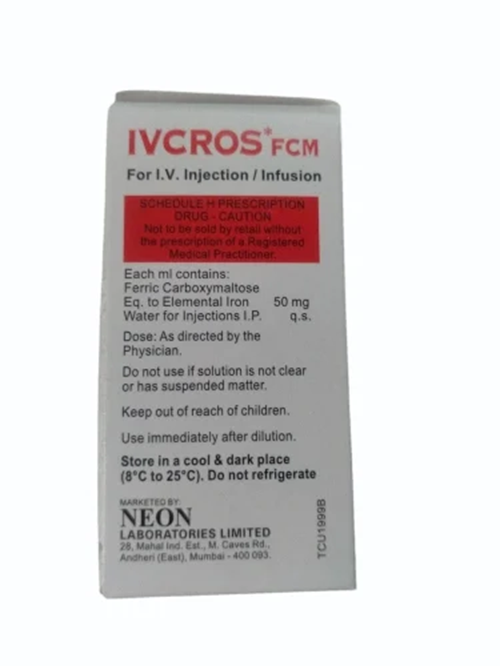 IVCROS* FCM
For I.V. Injection / Infusion
SCHEDULE H PRESCRIPTION
DRUG - CAUTION
Not to be sold by retail without
the prescription of a Registered
Medical Practitioner.
Each ml contains:
Ferric Carboxymaltose
Eq. to Elemental Iron 50 mg
Water for Injections I.P. q.s.
Dose: As directed by the
Physician.
Do not use if solution is not clear
or has suspended matter.
Keep out of reach of children.
Use immediately after dilution.
Store in a cool & dark place
(8°C to 25°C). Do not refrigerate
MARKETED BY:
NEON
LABORATORIES LIMITED
28, Mahal Ind. Est., M. Caves Rd.,
Andheri (East), Mumbai - 400 093.
TCU1999B